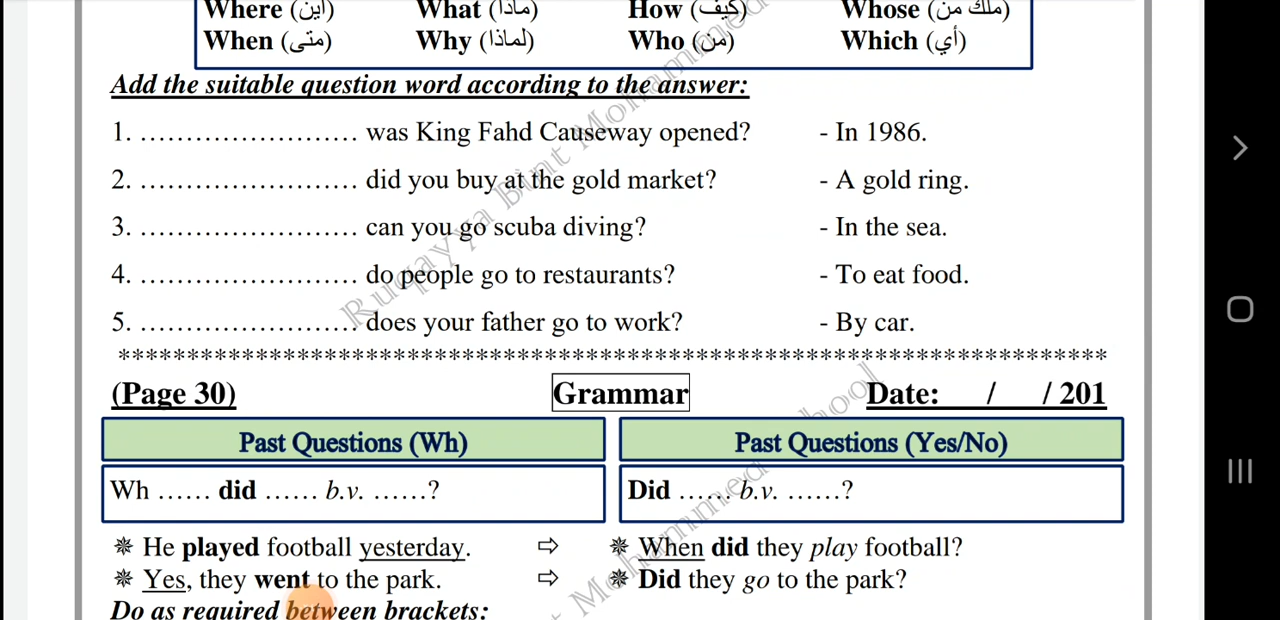 Where (أين) What (ماذا) How (كيف) Whose (ملك من)
When (متى) Why (لماذا) Who (من) Which (أي)
Add the suitable question word according to the answer:
1. ........................ was King Fahd Causeway opened? - In 1986.
2. ........................ did you buy at the gold market? - A gold ring.
3. ........................ can you go scuba diving? - In the sea.
4. ........................ do people go to restaurants? - To eat food.
5. ........................ does your father go to work? - By car.
************************************************************************
(Page 30) Grammar Date: / / 201
Past Questions (Wh) Past Questions (Yes/No)
Wh ...... did ...... b.v. ......? Did ...... b.v. ......?
He played football yesterday. ⇨ When did they play football?
Yes, they went to the park. ⇨ Did they go to the park?
Do as required between brackets:
Ruqayya Bint Mohammed